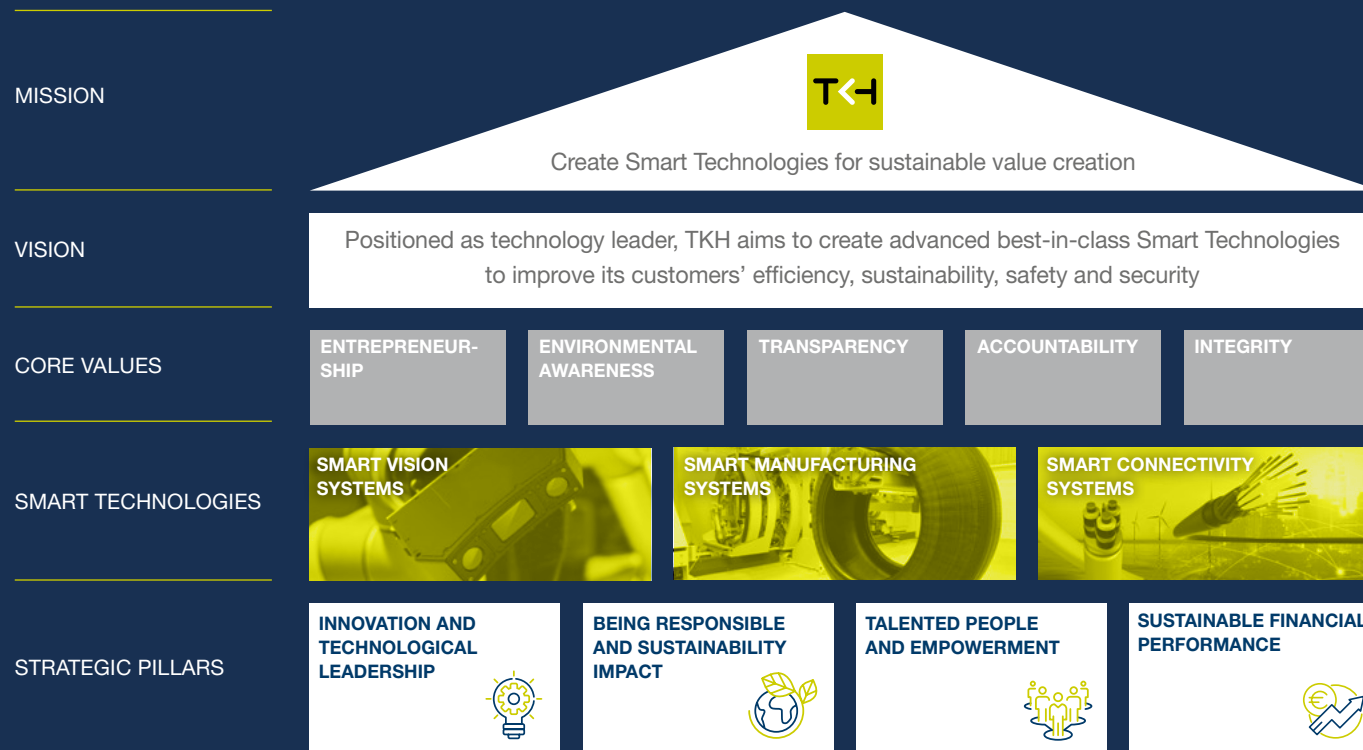 MISSION
TKH
Create Smart Technologies for sustainable value creation
VISION
Positioned as technology leader, TKH aims to create advanced best-in-class Smart Technologies
to improve its customers’ efficiency, sustainability, safety and security
CORE VALUES
ENTREPRENEUR-
SHIP
ENVIRONMENTAL
AWARENESS
TRANSPARENCY
ACCOUNTABILITY
INTEGRITY
SMART TECHNOLOGIES
SMART VISION
SYSTEMS
SMART MANUFACTURING
SYSTEMS
SMART CONNECTIVITY
SYSTEMS
STRATEGIC PILLARS
INNOVATION AND
TECHNOLOGICAL
LEADERSHIP
BEING RESPONSIBLE
AND SUSTAINABILITY
IMPACT
TALENTED PEOPLE
AND EMPOWERMENT
SUSTAINABLE FINANCIAL
PERFORMANCE
€